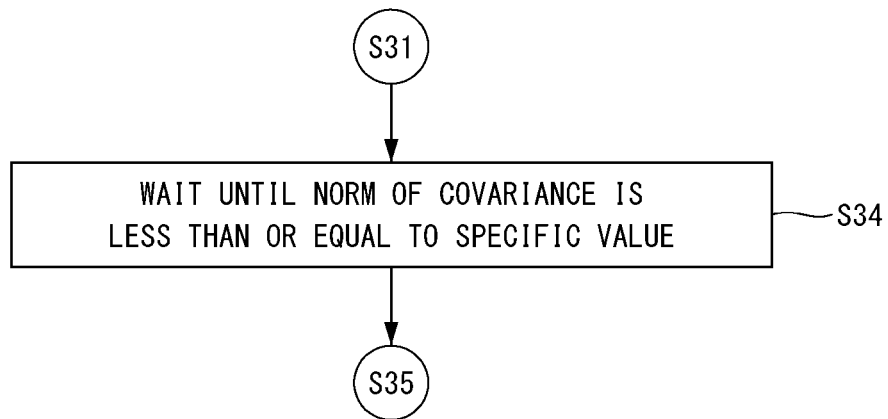 S31
WAIT UNTIL NORM OF COVARIANCE IS
LESS THAN OR EQUAL TO SPECIFIC VALUE
S34
S35